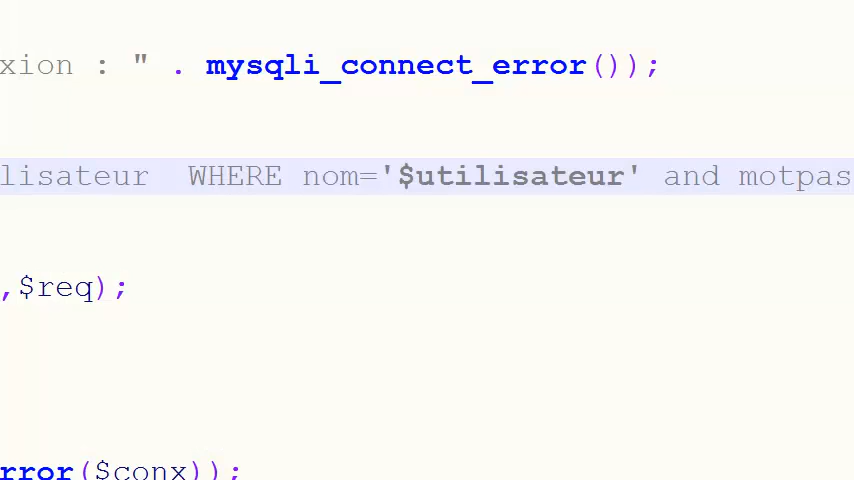 xion : " . mysqli_connect_error());
lisateur  WHERE nom='$utilisateur' and motpas
,$req);
rror($conx));